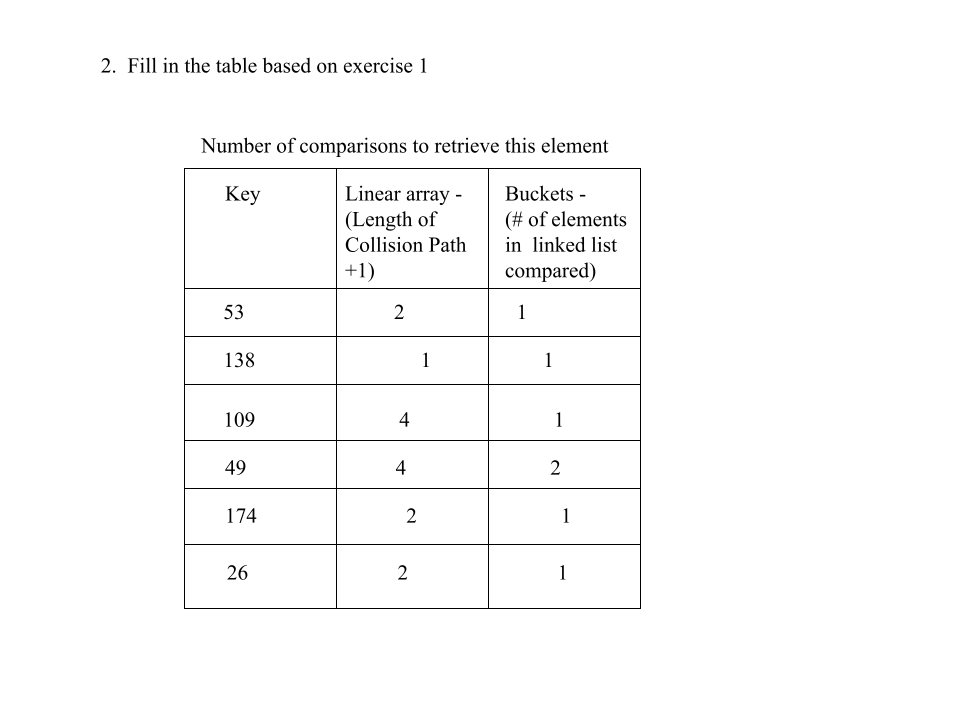 2. Fill in the table based on exercise 1
Number of comparisons to retrieve this element
Key
Linear array -
(Length of
Collision Path
+1)
Buckets -
(# of elements
in linked list
compared)
53 2 1
138 1 1
109 4 1
49 4 2
174 2 1
26 2 1